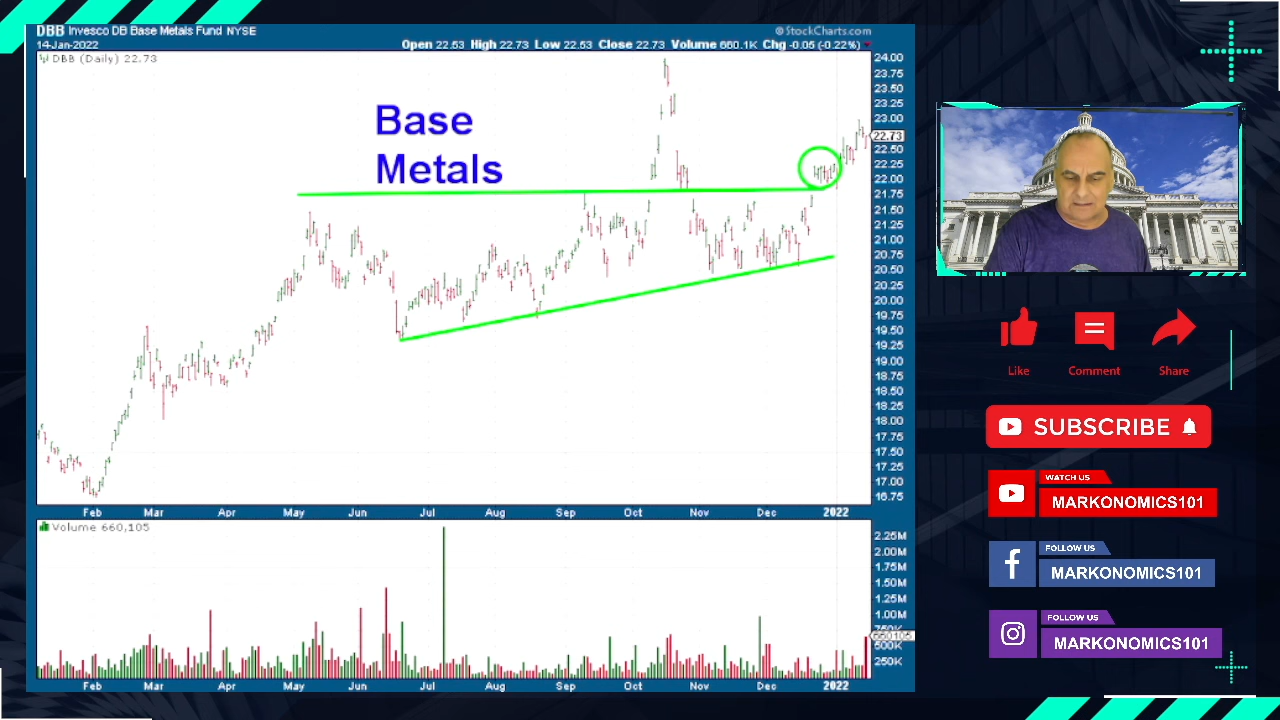 DBB Invesco DB Base Metals Fund NYSE
© StockCharts.com
14-Jan-2022
Open 22.53 High 22.73 Low 22.53 Close 22.73 Volume 660.1K Chg -0.05 (-0.22%)
DBB (Daily) 22.73
Base
Metals
24.00
23.75
23.50
23.25
23.00
22.73
22.50
22.25
22.00
21.75
21.50
21.25
21.00
20.75
20.50
20.25
20.00
19.75
19.50
19.25
19.00
18.75
18.50
18.25
18.00
17.75
17.50
17.25
17.00
16.75
Feb Mar Apr May Jun Jul Aug Sep Oct Nov Dec 2022
Volume 660,105
2.25M
2.00M
1.75M
1.50M
1.25M
1.00M
750K
660105
500K
250K
Feb Mar Apr May Jun Jul Aug Sep Oct Nov Dec 2022
Like Comment Share
SUBSCRIBE
WATCH US
MARKONOMICS101
FOLLOW US
MARKONOMICS101
FOLLOW US
MARKONOMICS101